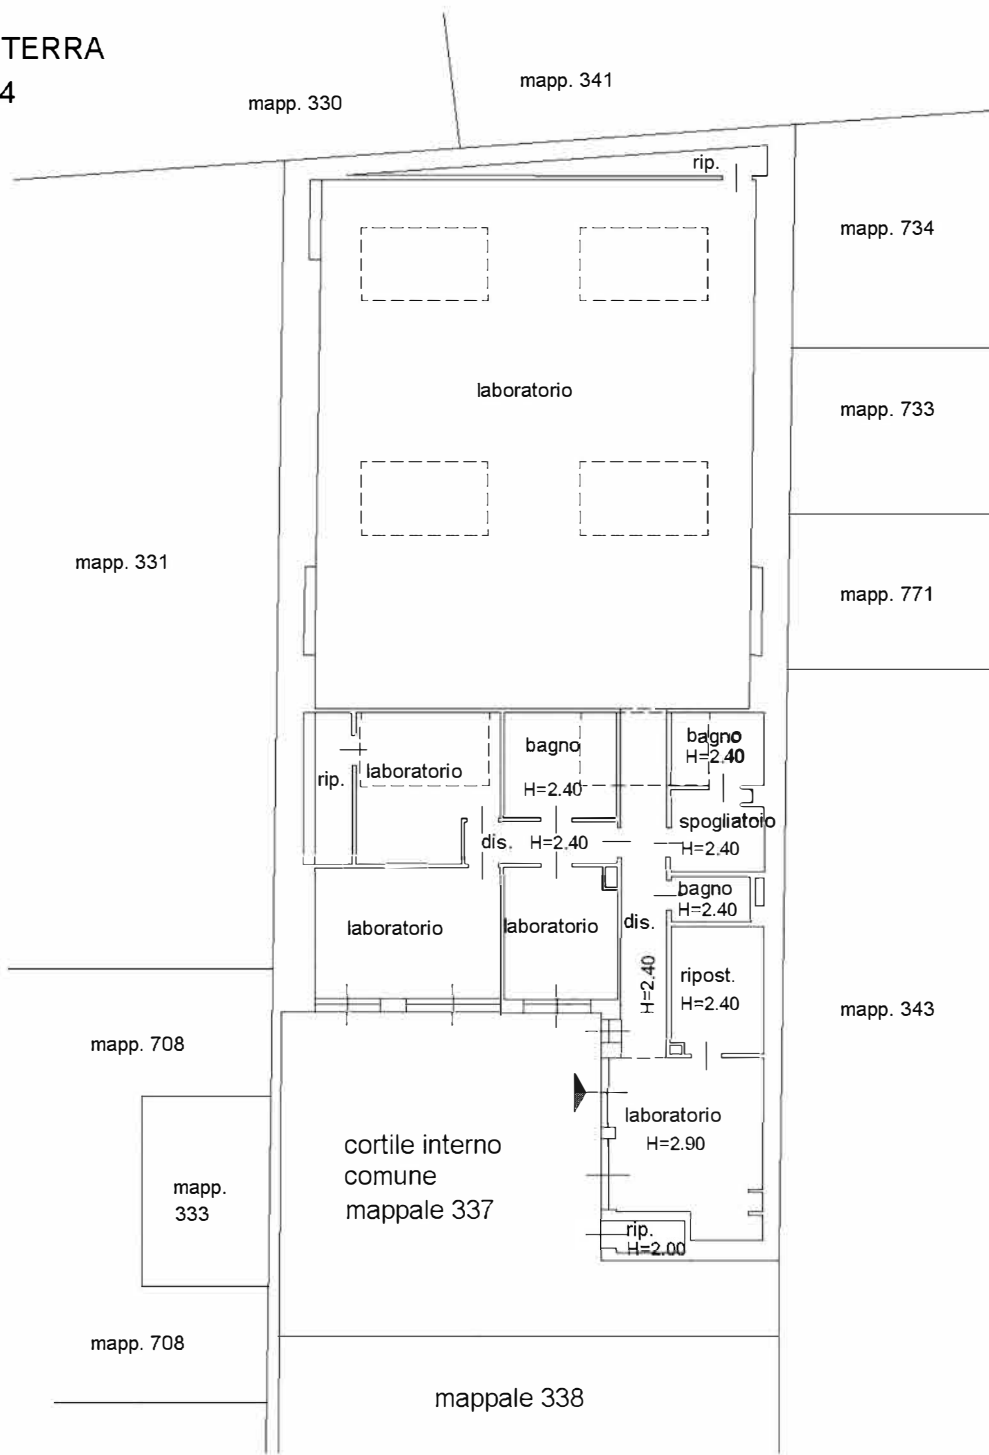 TERRA
4
mapp. 330
mapp. 341
rip.
mapp. 734
laboratorio
mapp. 733
mapp. 331
mapp. 771
bagno
H=2.40
bagno
H=2.40
rip.
laboratorio
dis. H=2.40
spogliatoio
H=2.40
bagno
H=2.40
laboratorio
laboratorio
dis.
H=2.40
ripost.
H=2.40
mapp. 343
mapp. 708
laboratorio
H=2.90
cortile interno
comune
mappale 337
mapp.
333
rip.
H=2.00
mapp. 708
mappale 338